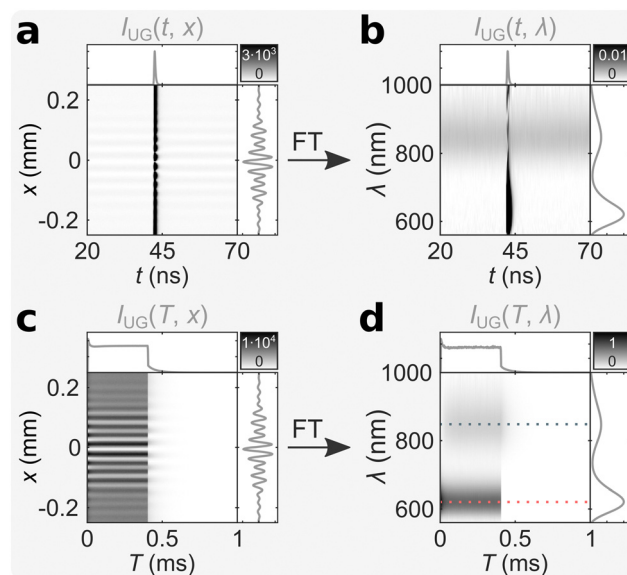 a
I_UG(t, x)
3·10³
0
x (mm)
0.2
0
-0.2
20
45
70
t (ns)
FT
b
I_UG(t, λ)
0.01
0
λ (nm)
1000
800
600
20
45
70
t (ns)
c
I_UG(T, x)
1·10⁴
0
x (mm)
0.2
0
-0.2
0
0.5
1
T (ms)
FT
d
I_UG(T, λ)
1
0
λ (nm)
1000
800
600
0
0.5
1
T (ms)